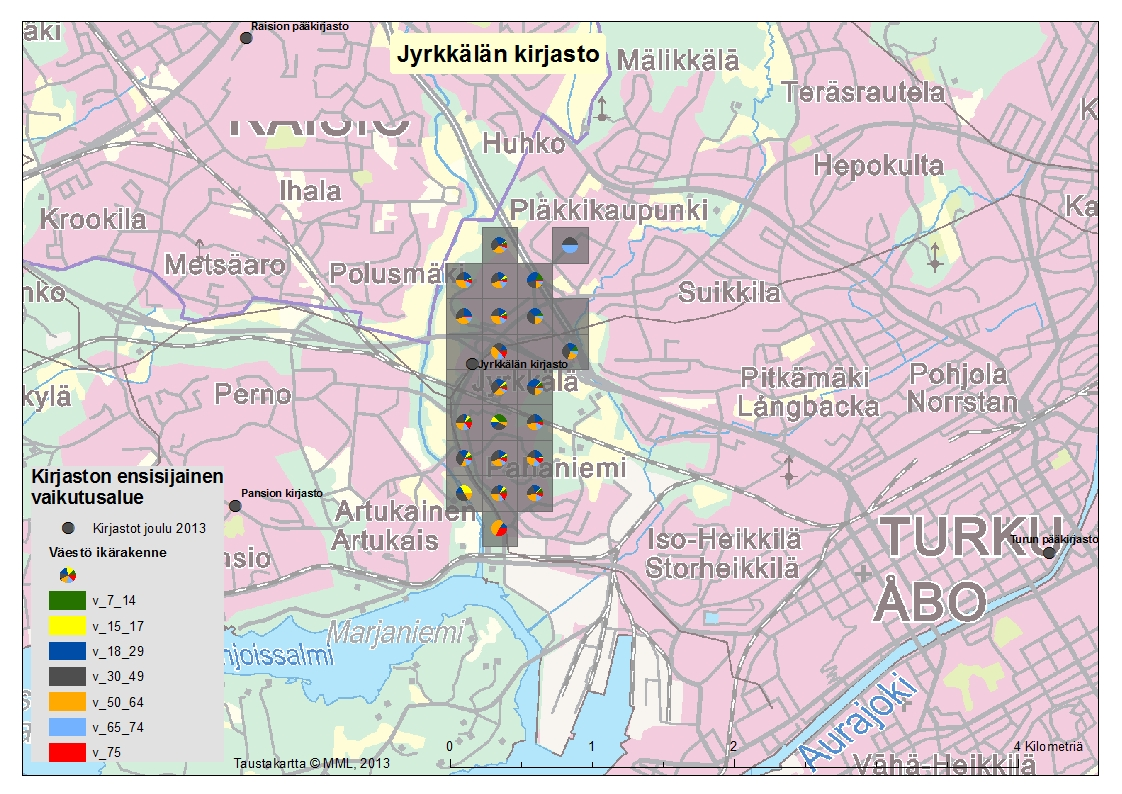 Raision pääkirjasto
Jyrkkälän kirjasto
Mälikkälä
Teräsrautela
RAISIO
Huhko
Hepokulta
Ihala
Krookila
Pläkkikaupunki
Metsäaro
Polusmäki
Suikkila
Jyrkkälän kirjasto
Jyrkkälä
Perno
Pitkämäki
Långbacka
Pohjola
Norrstan
Pahaniemi
Kirjaston ensisijainen
vaikutusalue
Pansion kirjasto
Kirjastot joulu 2013
Artukainen
Artukais
TURKU
Turun pääkirjasto
Iso-Heikkilä
Storheikkilä
ÅBO
Väestö ikärakenne
v_7_14
v_15_17
v_18_29
v_30_49
v_50_64
v_65_74
v_75
Marjaniemi
Aurajoki
Vähä-Heikkilä
0 1 2 4 Kilometriä
Taustakartta © MML, 2013